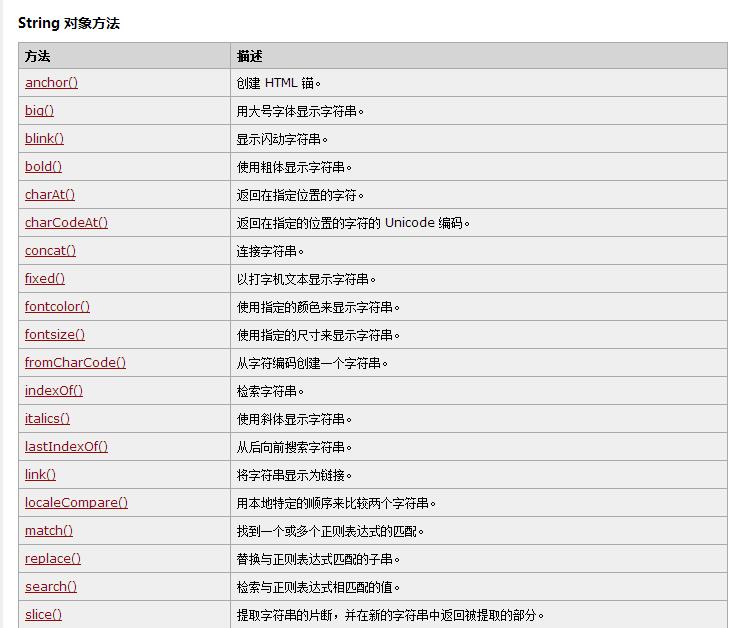 String 对象方法
方法 描述
anchor() 创建 HTML 锚。
big() 用大号字体显示字符串。
blink() 显示闪动字符串。
bold() 使用粗体显示字符串。
charAt() 返回在指定位置的字符。
charCodeAt() 返回在指定的位置的字符的 Unicode 编码。
concat() 连接字符串。
fixed() 以打字机文本显示字符串。
fontcolor() 使用指定的颜色来显示字符串。
fontsize() 使用指定的尺寸来显示字符串。
fromCharCode() 从字符编码创建一个字符串。
indexOf() 检索字符串。
italics() 使用斜体显示字符串。
lastIndexOf() 从后向前搜索字符串。
link() 将字符串显示为链接。
localeCompare() 用本地特定的顺序来比较两个字符串。
match() 找到一个或多个正则表达式的匹配。
replace() 替换与正则表达式匹配的子串。
search() 检索与正则表达式相匹配的值。
slice() 提取字符串的片断，并在新的字符串中返回被提取的部分。